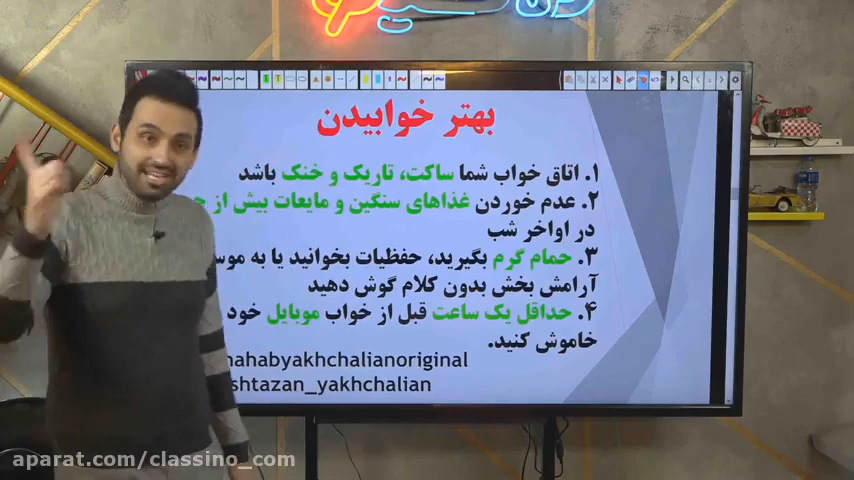 بهتر خوابیدن
۱. اتاق خواب شما ساکت، تاریک و خنک باشد
۲. عدم خوردن غذاهای سنگین و مایعات بیش از
در اواخر شب
۳. حمام گرم بگیرید، حفظیات بخوانید یا به
آرامش بخش بدون کلام گوش دهید
۴. حداقل یک ساعت قبل از خواب موبایل خود
خاموش کنید.
nahabyakhchalianoriginal
shtazan_yakhchalian
aparat.com/classino_com